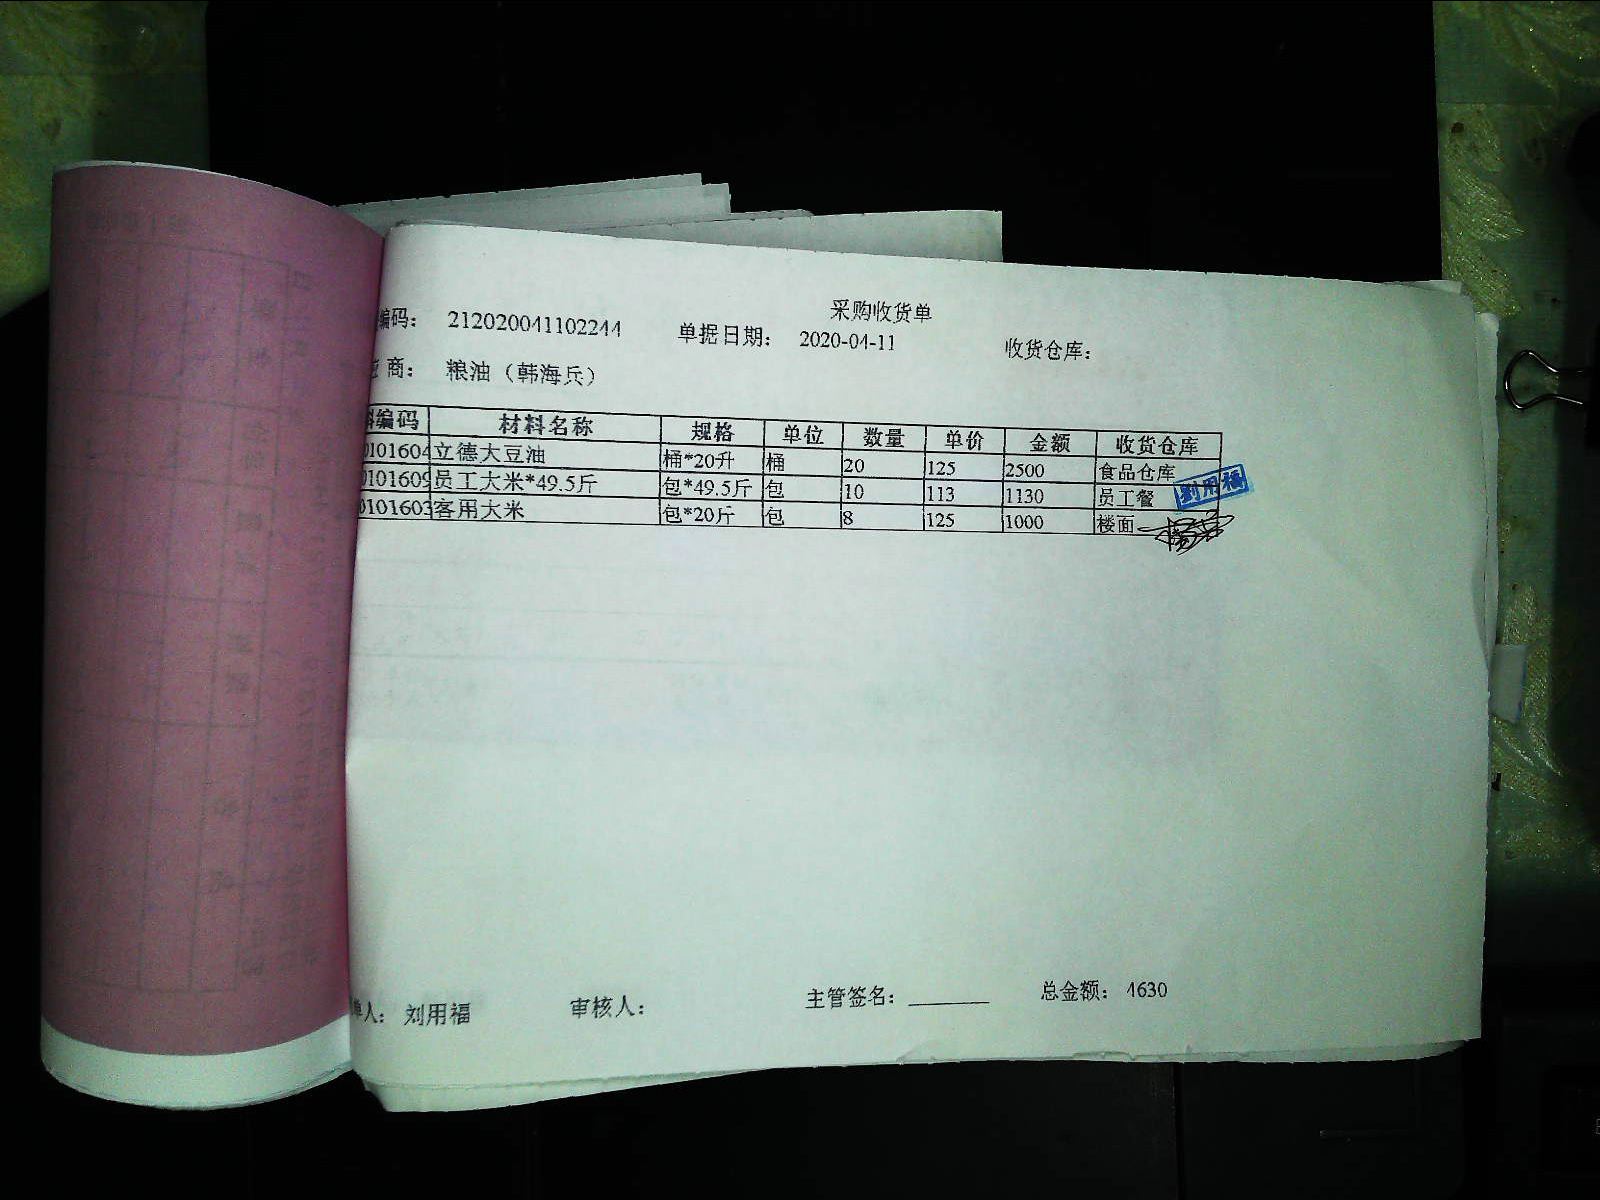 采购收货单
编码： 212020041102244 单据日期： 2020-04-11 收货仓库：
商： 粮油（韩海兵）
编码 材料名称 规格 单位 数量 单价 金额 收货仓库
0101604 立德大豆油 桶*20升 桶 20 125 2500 食品仓库
0101609 员工大米*49.5斤 包*49.5斤 包 10 113 1130 员工餐 刘用福
0101603 客用大米 包*20斤 包 8 125 1000 楼面
单人： 刘用福 审核人： 主管签名： 总金额： 4630